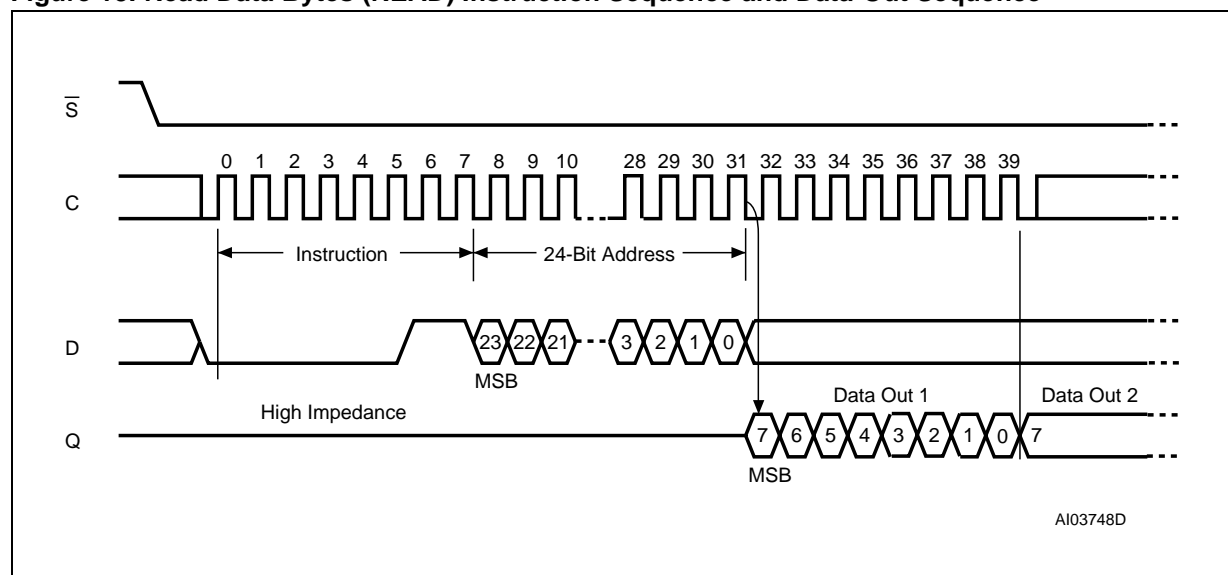 Figure 13. Read Data Bytes (READ) Instruction Sequence and Data-Out Sequence
S
0 1 2 3 4 5 6 7 8 9 10 28 29 30 31 32 33 34 35 36 37 38 39
C
Instruction 24-Bit Address
D
23 22 21 3 2 1 0
MSB
High Impedance Data Out 1 Data Out 2
Q
7 6 5 4 3 2 1 0 7
MSB
AI03748D